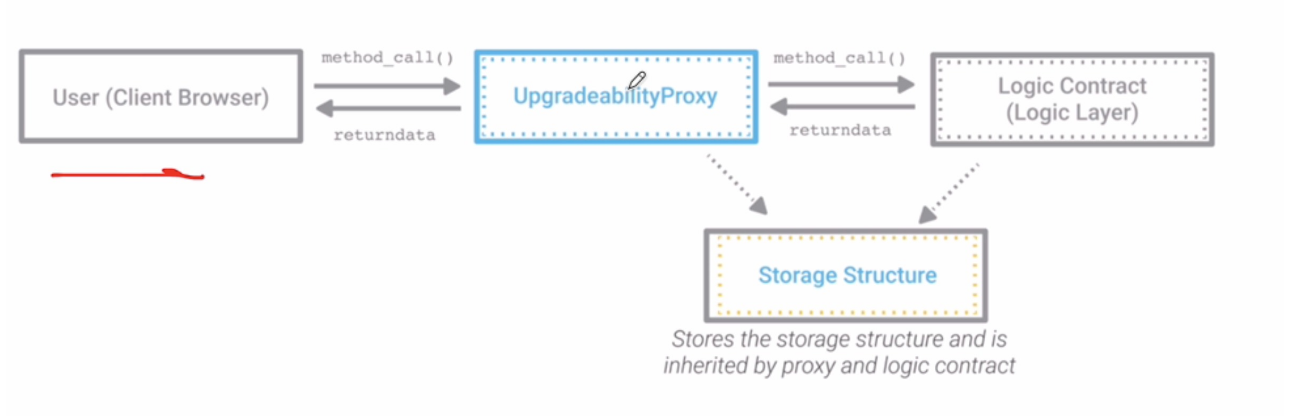 method_call()
method_call()
User (Client Browser)
UpgradeabilityProxy
Logic Contract
(Logic Layer)
returndata
returndata
Storage Structure
Stores the storage structure and is
inherited by proxy and logic contract